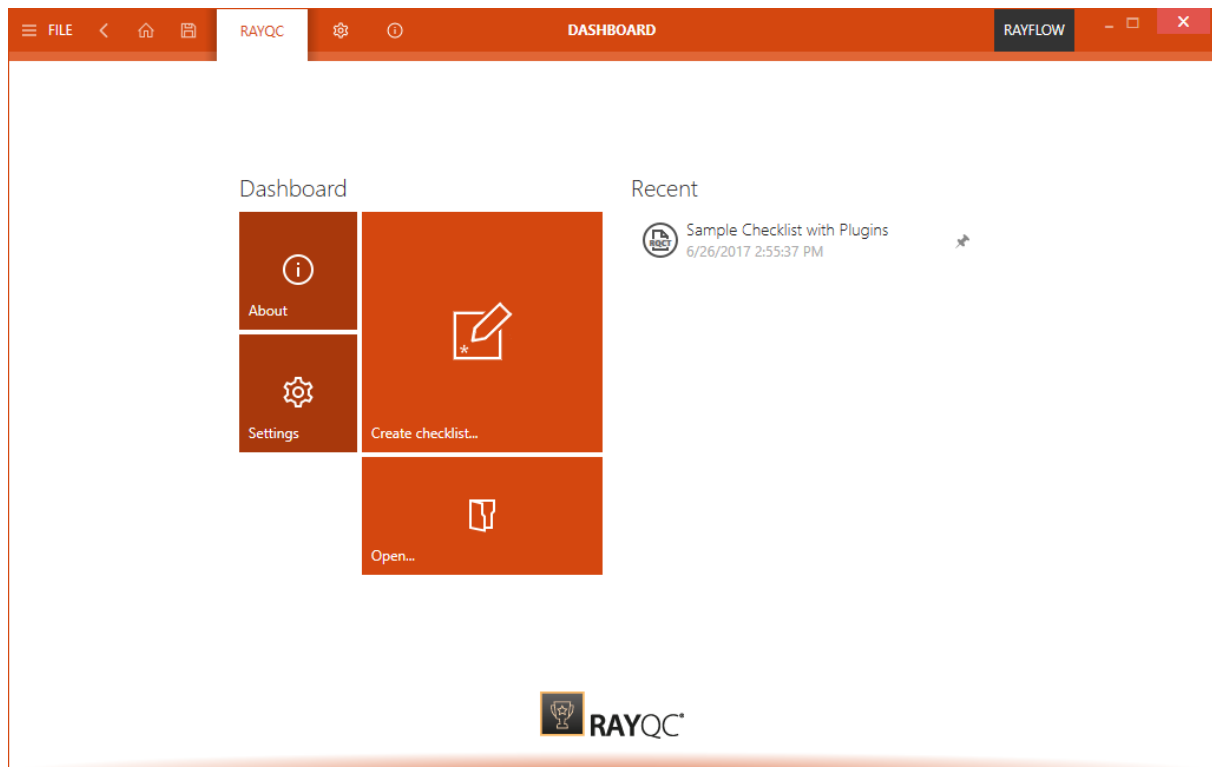 FILE
RAYQC
DASHBOARD
RAYFLOW
Dashboard
About
Settings
Create checklist...
Open...
Recent
RQCT
Sample Checklist with Plugins
6/26/2017 2:55:37 PM
RAYQC®